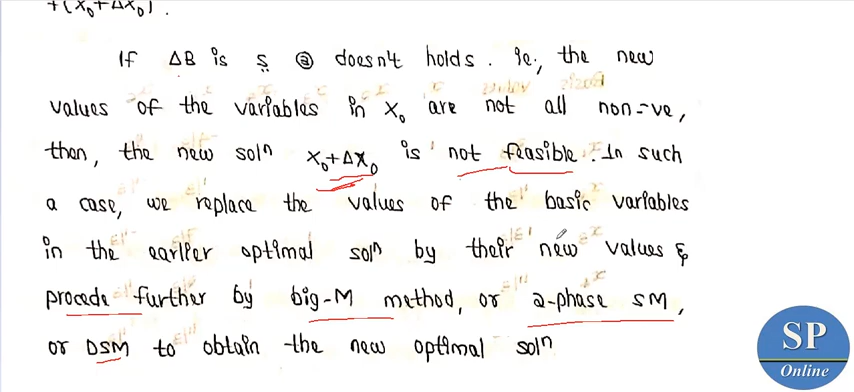 f(X₀+ΔX₀).
If ΔB is s̤ ② doesn't holds. ie., the new
values of the variables in X₀ are not all non-ve,
then, the new solⁿ X₀+ΔX₀ is not feasible. In such
a case, we replace the values of the basic variables
in the earlier optimal solⁿ by their new values &
procede further by big-M method, or 2-phase SM,
or DSM to obtain the new optimal solⁿ
SP
Online